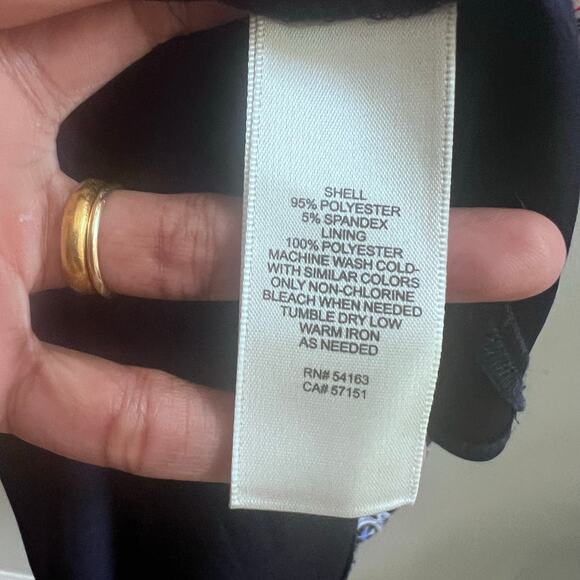 SHELL
95% POLYESTER
5% SPANDEX
LINING
100% POLYESTER
MACHINE WASH COLD-
WITH SIMILAR COLORS
ONLY NON-CHLORINE
BLEACH WHEN NEEDED
TUMBLE DRY LOW
WARM IRON
AS NEEDED
RN# 54163
CA# 57151